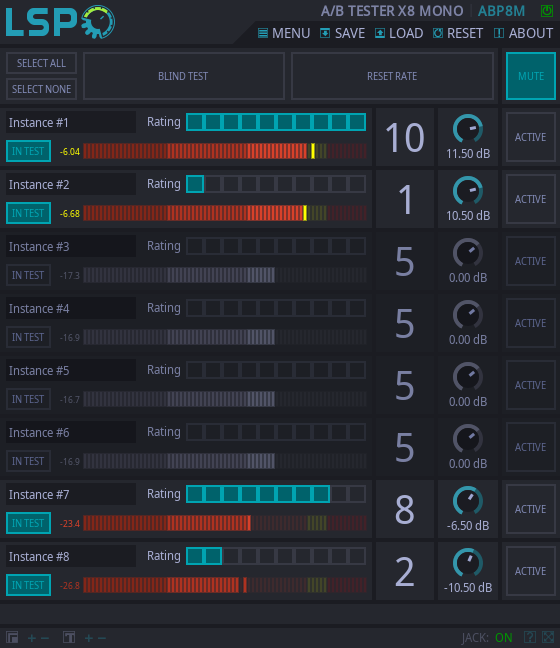 LSP A/B TESTER X8 MONO ABP8M
MENU SAVE LOAD RESET ABOUT
SELECT ALL
SELECT NONE
BLIND TEST RESET RATE MUTE
Instance #1 Rating
IN TEST -6.04
10 11.50 dB ACTIVE
Instance #2 Rating
IN TEST -6.68
1 10.50 dB ACTIVE
Instance #3 Rating
IN TEST -17.3
5 0.00 dB ACTIVE
Instance #4 Rating
IN TEST -16.9
5 0.00 dB ACTIVE
Instance #5 Rating
IN TEST -16.7
5 0.00 dB ACTIVE
Instance #6 Rating
IN TEST -16.9
5 0.00 dB ACTIVE
Instance #7 Rating
IN TEST -23.4
8 -6.50 dB ACTIVE
Instance #8 Rating
IN TEST -26.8
2 -10.50 dB ACTIVE
+ - T + - JACK: ON ?